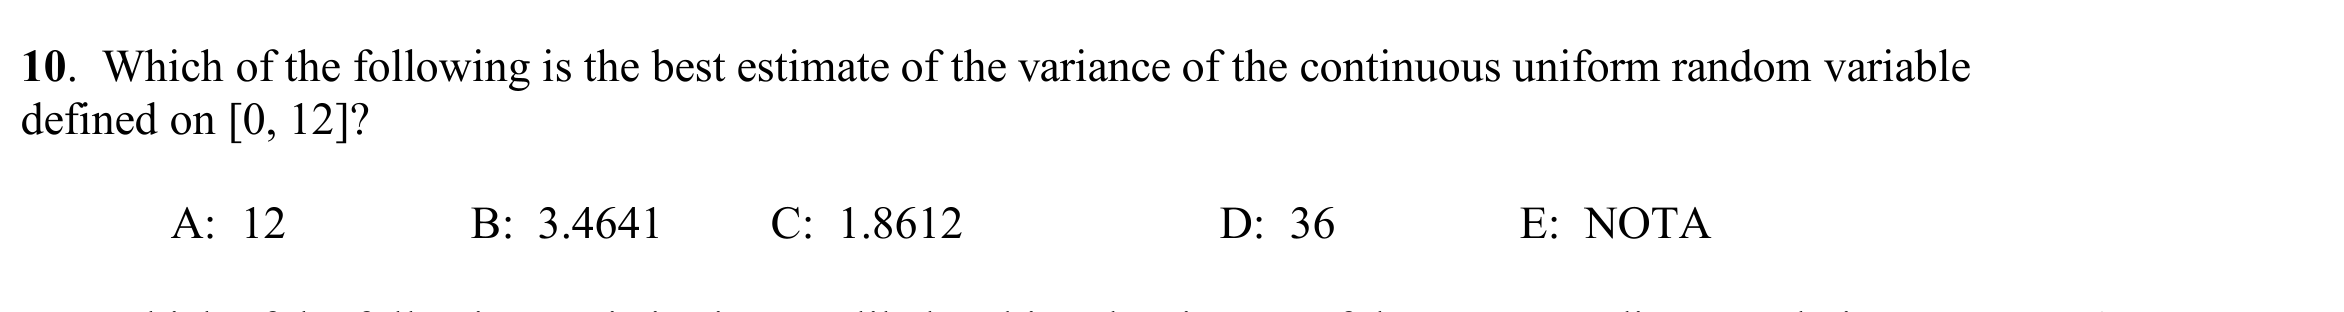 10. Which of the following is the best estimate of the variance of the continuous uniform random variable
defined on [0, 12]?
A: 12 B: 3.4641 C: 1.8612 D: 36 E: NOTA